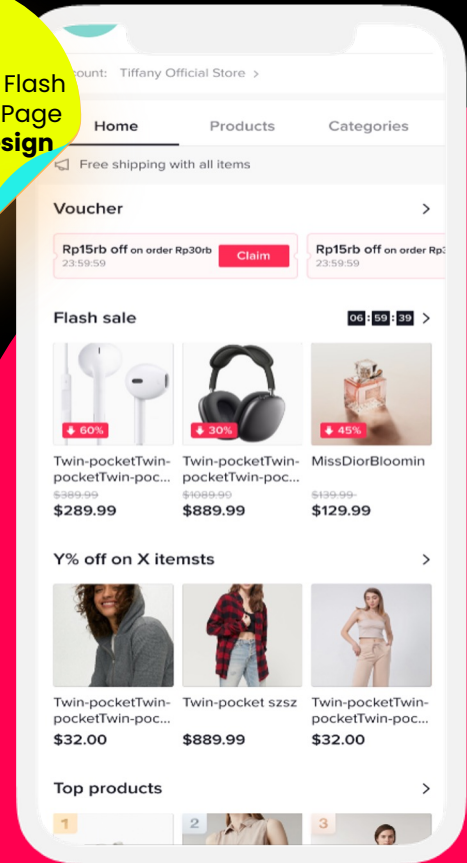 Flash
Page
sign
count: Tiffany Official Store >
Home Products Categories
Free shipping with all items
Voucher >
Rp15rb off on order Rp30rb
23:59:59
Claim
Rp15rb off on order Rp3
23:59:59
Flash sale 06:59:39 >
60% 30% 45%
Twin-pocketTwin- Twin-pocketTwin- MissDiorBloomin
pocketTwin-poc... pocketTwin-poc...
$389.99 $1089.99 $139.99
$289.99 $889.99 $129.99
Y% off on X itemsts >
Twin-pocketTwin- Twin-pocket szsz Twin-pocketTwin-
pocketTwin-poc... pocketTwin-poc...
$32.00 $889.99 $32.00
Top products >
1 2 3